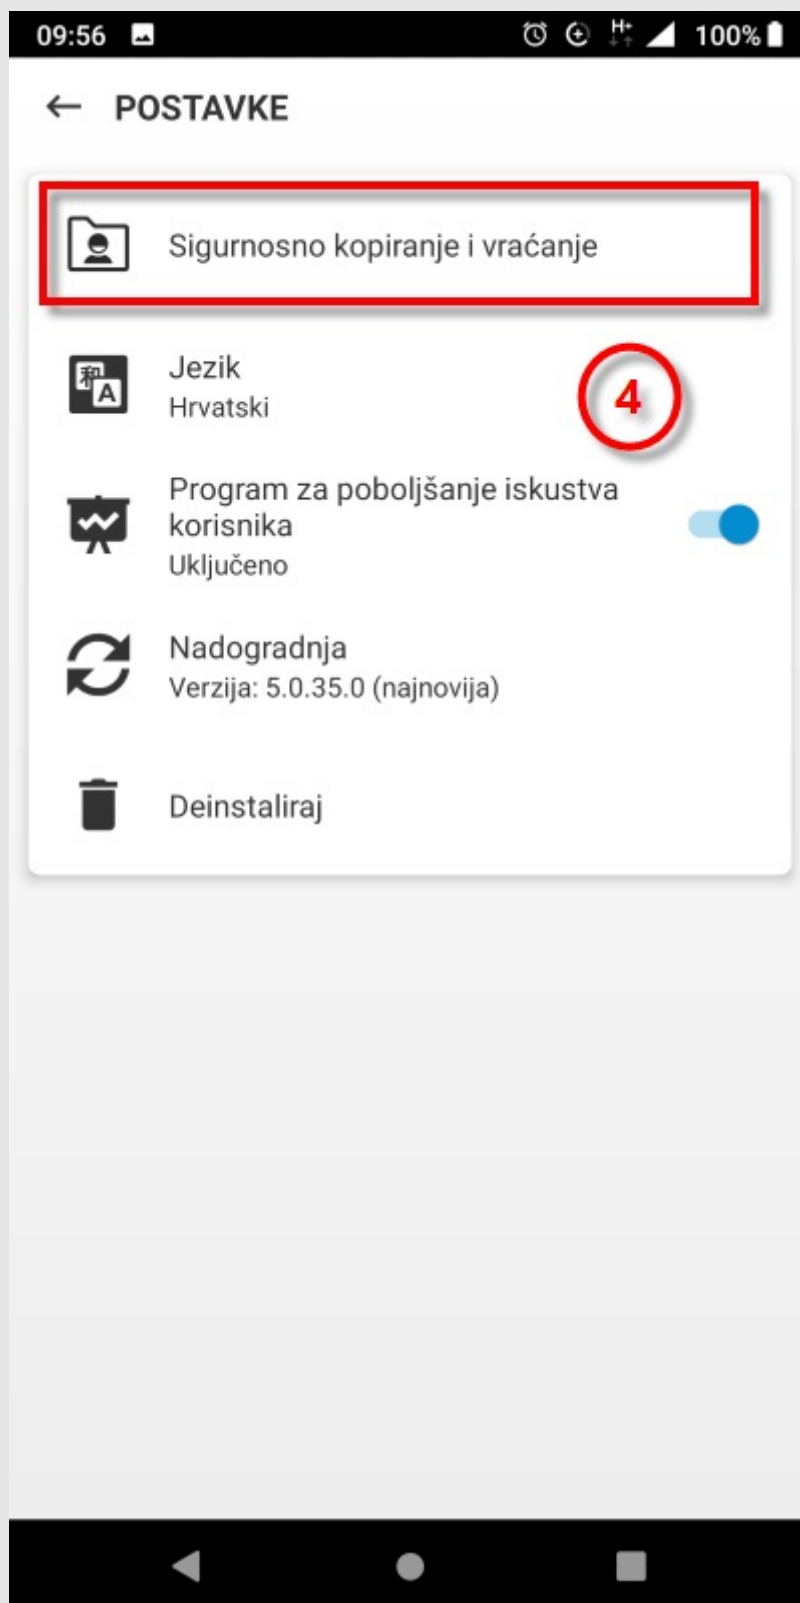 09:56 H+ 100%
POSTAVKE
Sigurnosno kopiranje i vraćanje
Jezik
Hrvatski
4
Program za poboljšanje iskustva
korisnika
Uključeno
Nadogradnja
Verzija: 5.0.35.0 (najnovija)
Deinstaliraj